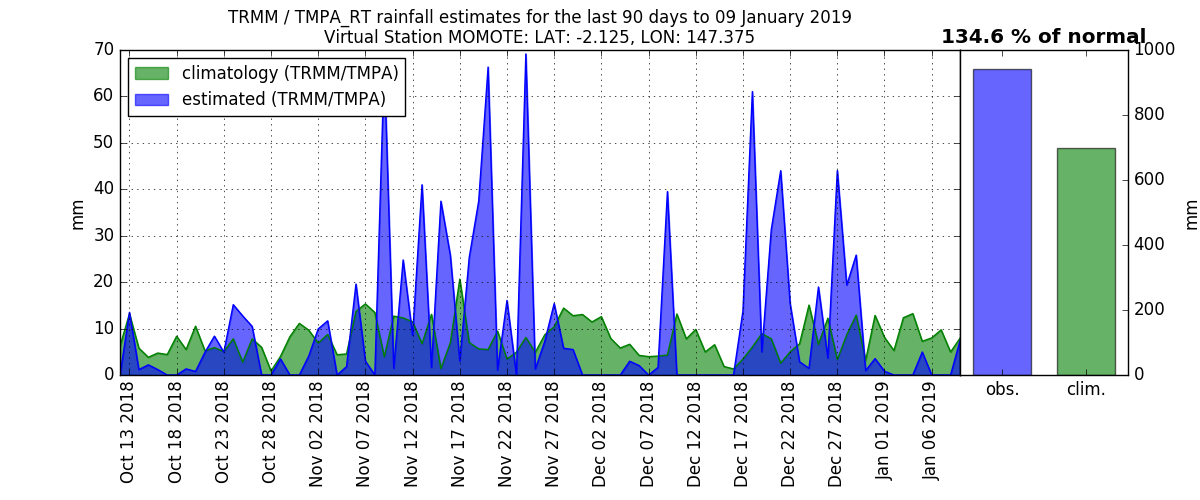 TRMM / TMPA_RT rainfall estimates for the last 90 days to 09 January 2019
Virtual Station MOMOTE: LAT: -2.125, LON: 147.375
134.6 % of normal
climatology (TRMM/TMPA)
estimated (TRMM/TMPA)
mm
70
60
50
40
30
20
10
0
Oct 13 2018
Oct 18 2018
Oct 23 2018
Oct 28 2018
Nov 02 2018
Nov 07 2018
Nov 12 2018
Nov 17 2018
Nov 22 2018
Nov 27 2018
Dec 02 2018
Dec 07 2018
Dec 12 2018
Dec 17 2018
Dec 22 2018
Dec 27 2018
Jan 01 2019
Jan 06 2019
obs.
clim.
1000
800
600
400
200
0
mm